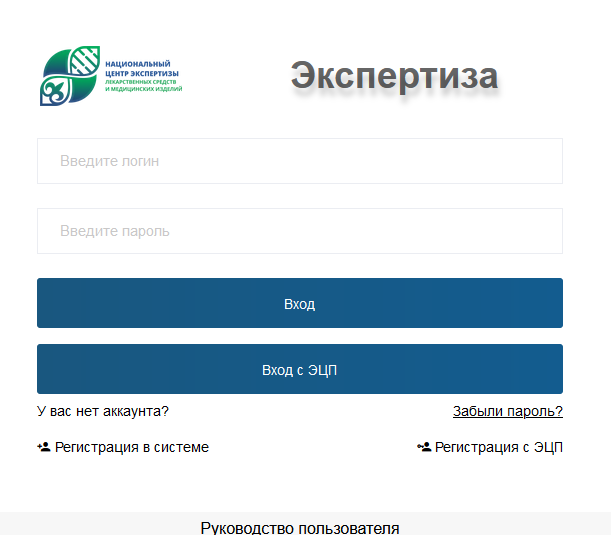 НАЦИОНАЛЬНЫЙ
ЦЕНТР ЭКСПЕРТИЗЫ
ЛЕКАРСТВЕННЫХ СРЕДСТВ
И МЕДИЦИНСКИХ ИЗДЕЛИЙ
Экспертиза
Введите логин
Введите пароль
Вход
Вход с ЭЦП
У вас нет аккаунта? Забыли пароль?
Регистрация в системе Регистрация с ЭЦП
Руководство пользователя